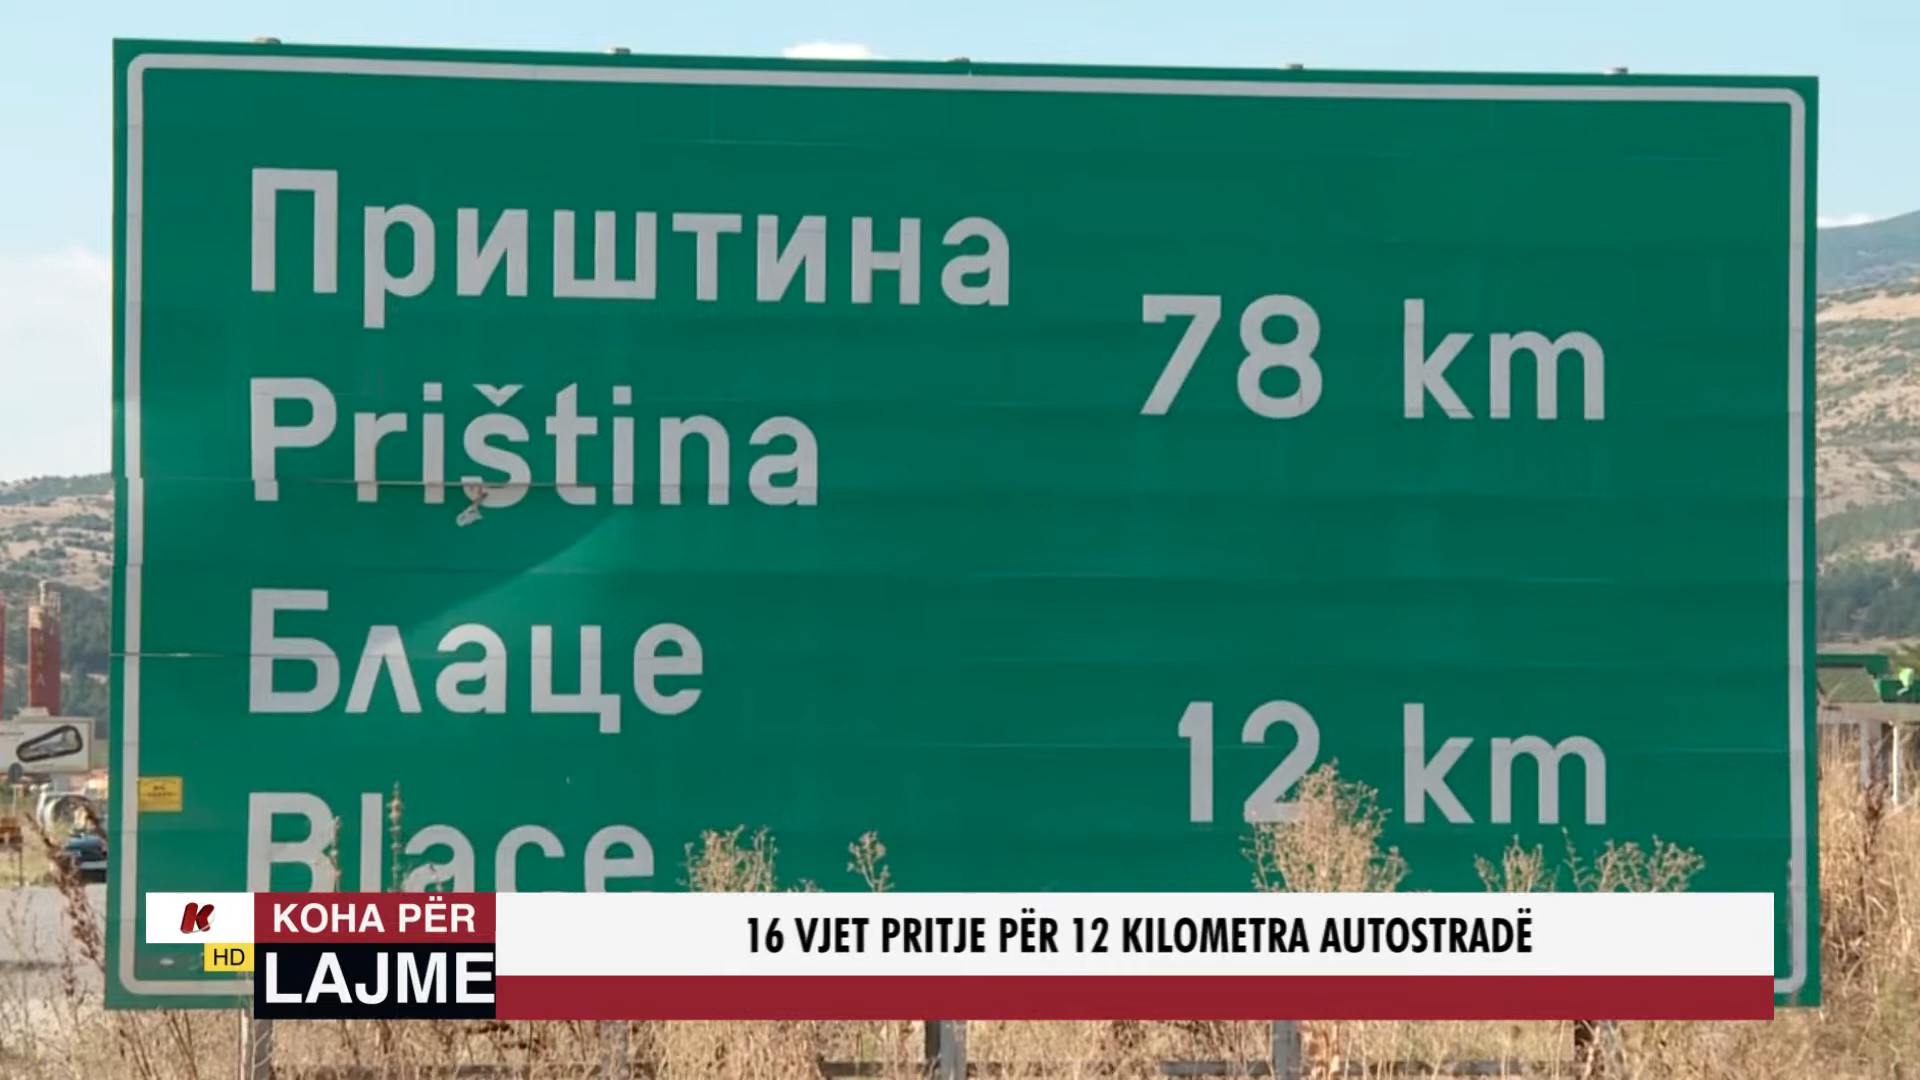 Приштина
78 km
Priština
Блаце
12 km
Blace
K
HD
KOHA PËR
LAJME
16 VJET PRITJE PËR 12 KILOMETRA AUTOSTRADË